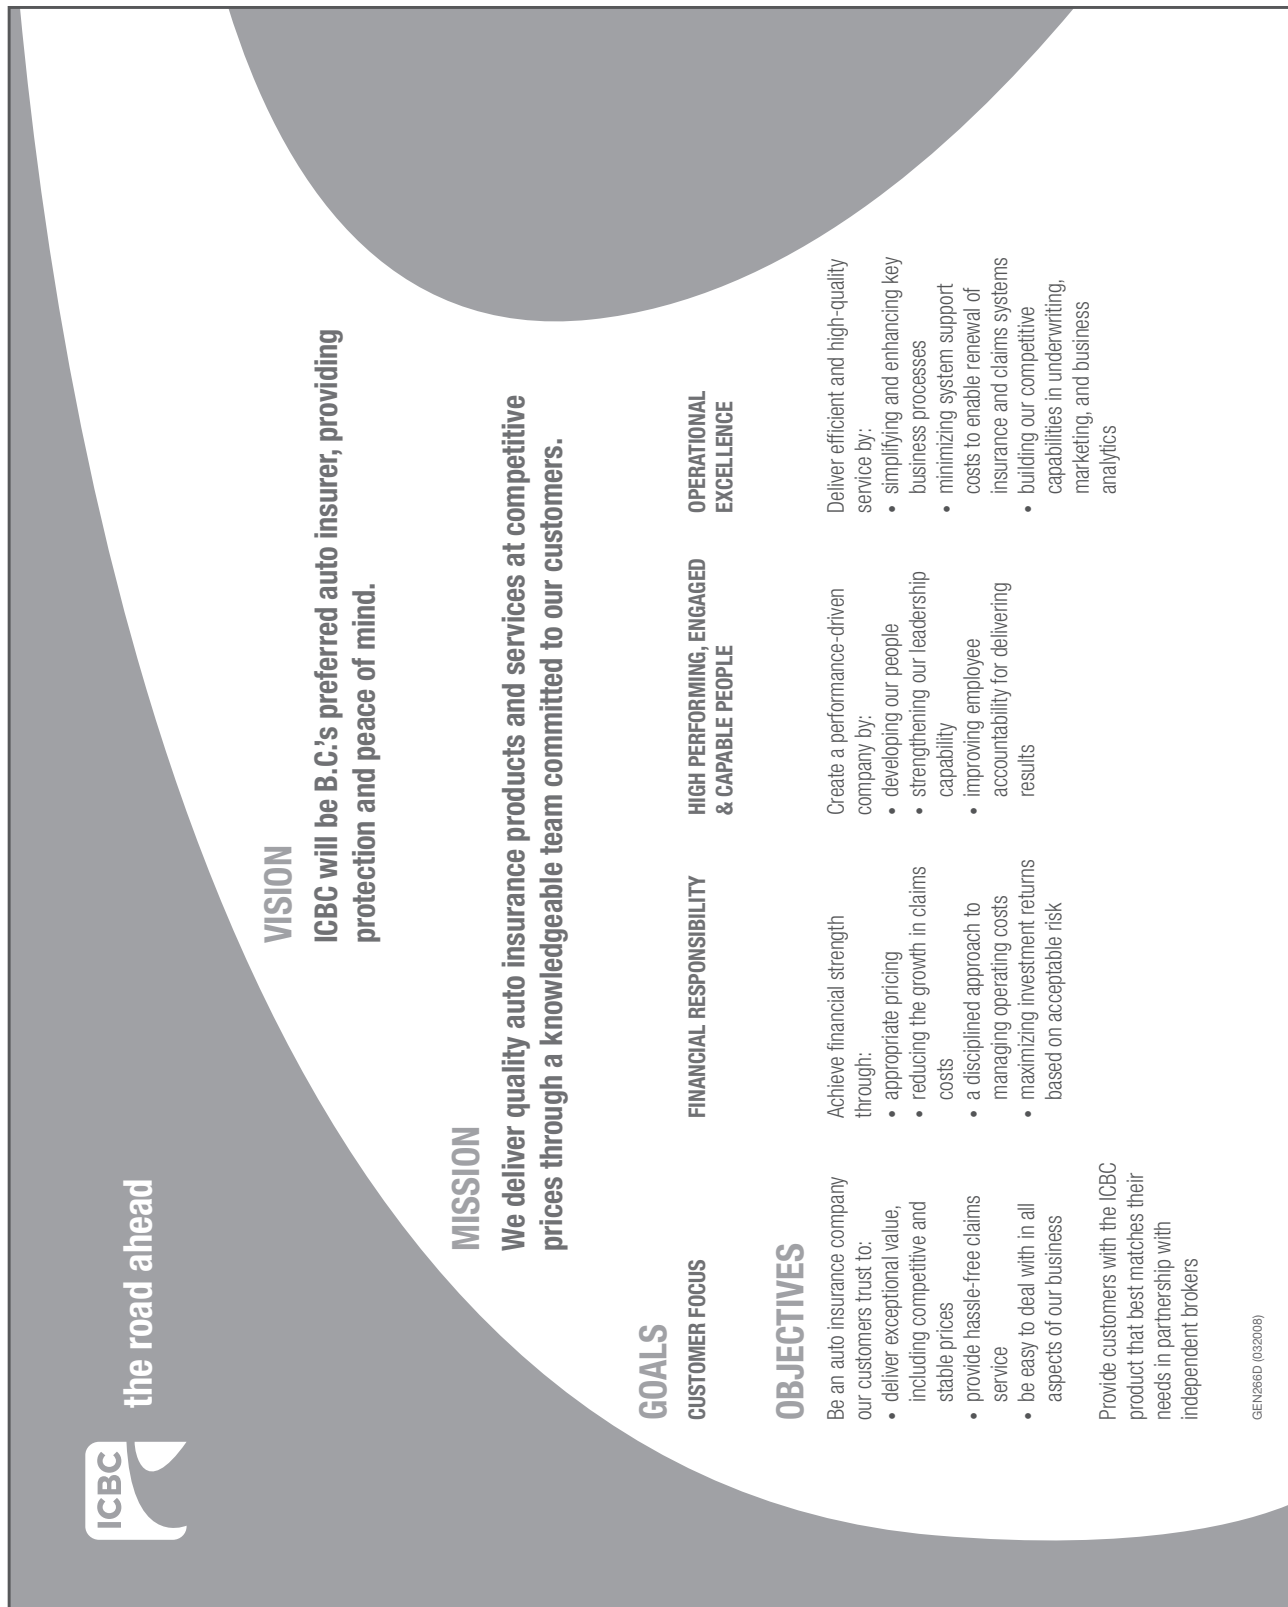 ICBC
the road ahead
VISION
ICBC will be B.C.'s preferred auto insurer, providing
protection and peace of mind.
MISSION
We deliver quality auto insurance products and services at competitive
prices through a knowledgeable team committed to our customers.
GOALS
CUSTOMER FOCUS
FINANCIAL RESPONSIBILITY
HIGH PERFORMING, ENGAGED
& CAPABLE PEOPLE
OPERATIONAL
EXCELLENCE
OBJECTIVES
Be an auto insurance company
our customers trust to:
• deliver exceptional value,
including competitive and
stable prices
• provide hassle-free claims
service
• be easy to deal with in all
aspects of our business
Provide customers with the ICBC
product that best matches their
needs in partnership with
independent brokers
Achieve financial strength
through:
• appropriate pricing
• reducing the growth in claims
costs
• a disciplined approach to
managing operating costs
• maximizing investment returns
based on acceptable risk
Create a performance-driven
company by:
• developing our people
• strengthening our leadership
capability
• improving employee
accountability for delivering
results
Deliver efficient and high-quality
service by:
• simplifying and enhancing key
business processes
• minimizing system support
costs to enable renewal of
insurance and claims systems
• building our competitive
capabilities in underwriting,
marketing, and business
analytics
GEN266D (032008)